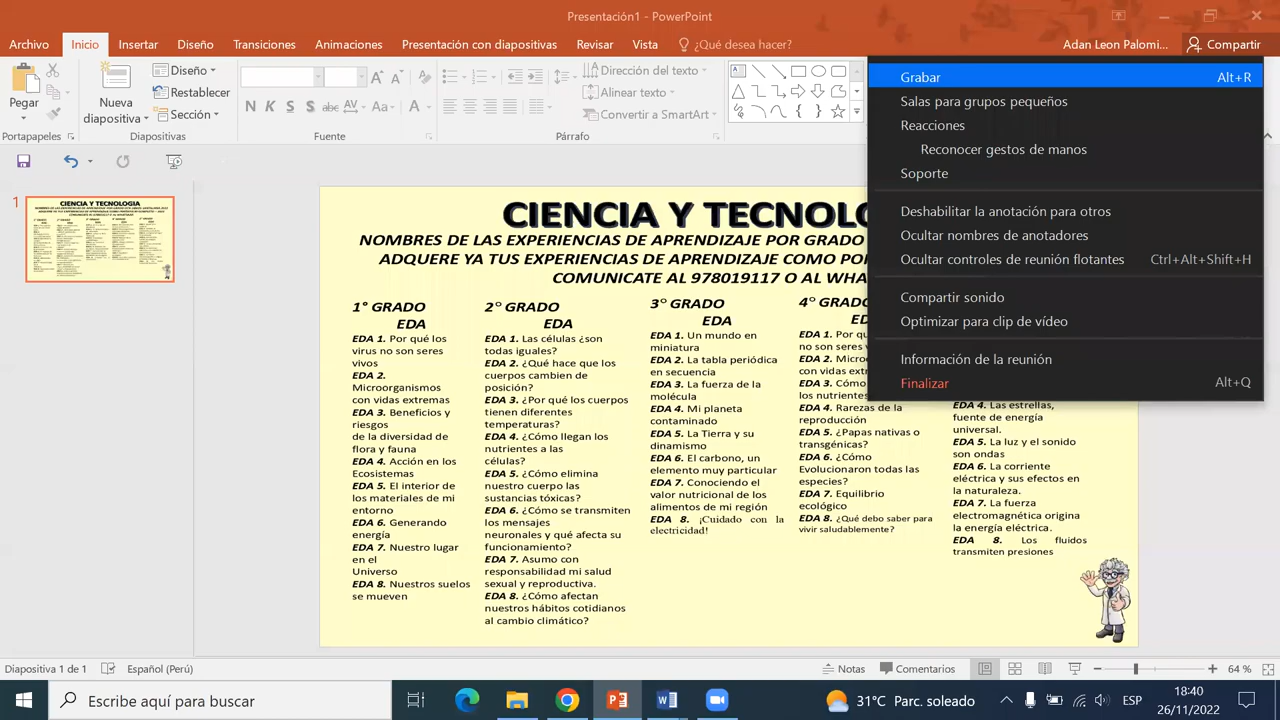 Presentación1 - PowerPoint
Archivo Inicio Insertar Diseño Transiciones Animaciones Presentación con diapositivas Revisar Vista ¿Qué desea hacer? Adan Leon Palomi... Compartir
Pegar
Portapapeles
Nueva
diapositiva
Diseño
Restablecer
Sección
Diapositivas
N K S S abc AV Aa A
Fuente
Dirección del texto
Alinear texto
Convertir a SmartArt
Párrafo
Grabar Alt+R
Salas para grupos pequeños
Reacciones
Reconocer gestos de manos
Soporte
Ocultar controles de reunión flotantes Ctrl+Alt+Shift+H
Compartir sonido
Optimizar para clip de vídeo
Información de la reunión
Finalizar Alt+Q
1
CIENCIA Y TECNOLOGIA
CIENCIA Y TECNOLO
NOMBRES DE LAS EXPERIENCIAS DE APRENDIZAJE POR GRADO
ADQUERE YA TUS EXPERIENCIAS DE APRENDIZAJE COMO
COMUNICATE AL 978019117 O AL
1° GRADO
EDA
EDA 1. Por qué los
virus no son seres
vivos
EDA 2.
Microorganismos
con vidas extremas
EDA 3. Beneficios y
riesgos
de la diversidad de
flora y fauna
EDA 4. Acción en los
Ecosistemas
EDA 5. El interior de
los materiales de mi
entorno
EDA 6. Generando
energía
EDA 7. Nuestro lugar
en el
Universo
EDA 8. Nuestros suelos
se mueven
2° GRADO
EDA
EDA 1. Las células ¿son
todas iguales?
EDA 2. ¿Qué hace que los
cuerpos cambien de
posición?
EDA 3. ¿Por qué los cuerpos
tienen diferentes
temperaturas?
EDA 4. ¿Cómo llegan los
nutrientes a las
células?
EDA 5. ¿Cómo elimina
nuestro cuerpo las
sustancias tóxicas?
EDA 6. ¿Cómo se transmiten
los mensajes
neuronales y qué afecta su
funcionamiento?
EDA 7. Asumo con
responsabilidad mi salud
sexual y reproductiva.
EDA 8. ¿Cómo afectan
nuestros hábitos cotidianos
al cambio climático?
3° GRADO
EDA
EDA 1. Un mundo en
miniatura
EDA 2. La tabla periódica
en secuencia
EDA 3. La fuerza de la
molécula
EDA 4. Mi planeta
contaminado
EDA 5. La Tierra y su
dinamismo
EDA 6. El carbono, un
elemento muy particular
EDA 7. Conociendo el
valor nutricional de los
alimentos de mi región
EDA 8. ¡Cuidado con la
electricidad!
4° GRADO
EDA 1. Por qu
no son seres
EDA 2. Micro
con vidas ext
EDA 3. Cómo
los nutrientes
EDA 4. Rarezas de la
reproducción
EDA 5. ¿Papas nativas o
transgénicas?
EDA 6. ¿Cómo
Evolucionaron todas las
especies?
EDA 7. Equilibrio
ecológico
EDA 8. ¿Qué debo saber para
vivir saludablemente?
EDA 4. Las estrellas,
fuente de energía
universal.
EDA 5. La luz y el sonido
son ondas
EDA 6. La corriente
eléctrica y sus efectos en
la naturaleza.
EDA 7. La fuerza
electromagnética origina
la energía eléctrica.
EDA 8. Los fluidos
transmiten presiones
Diapositiva 1 de 1 Español (Perú) Notas Comentarios 64 %
Escribe aquí para buscar 31°C Parc. soleado ESP 18:40
26/11/2022